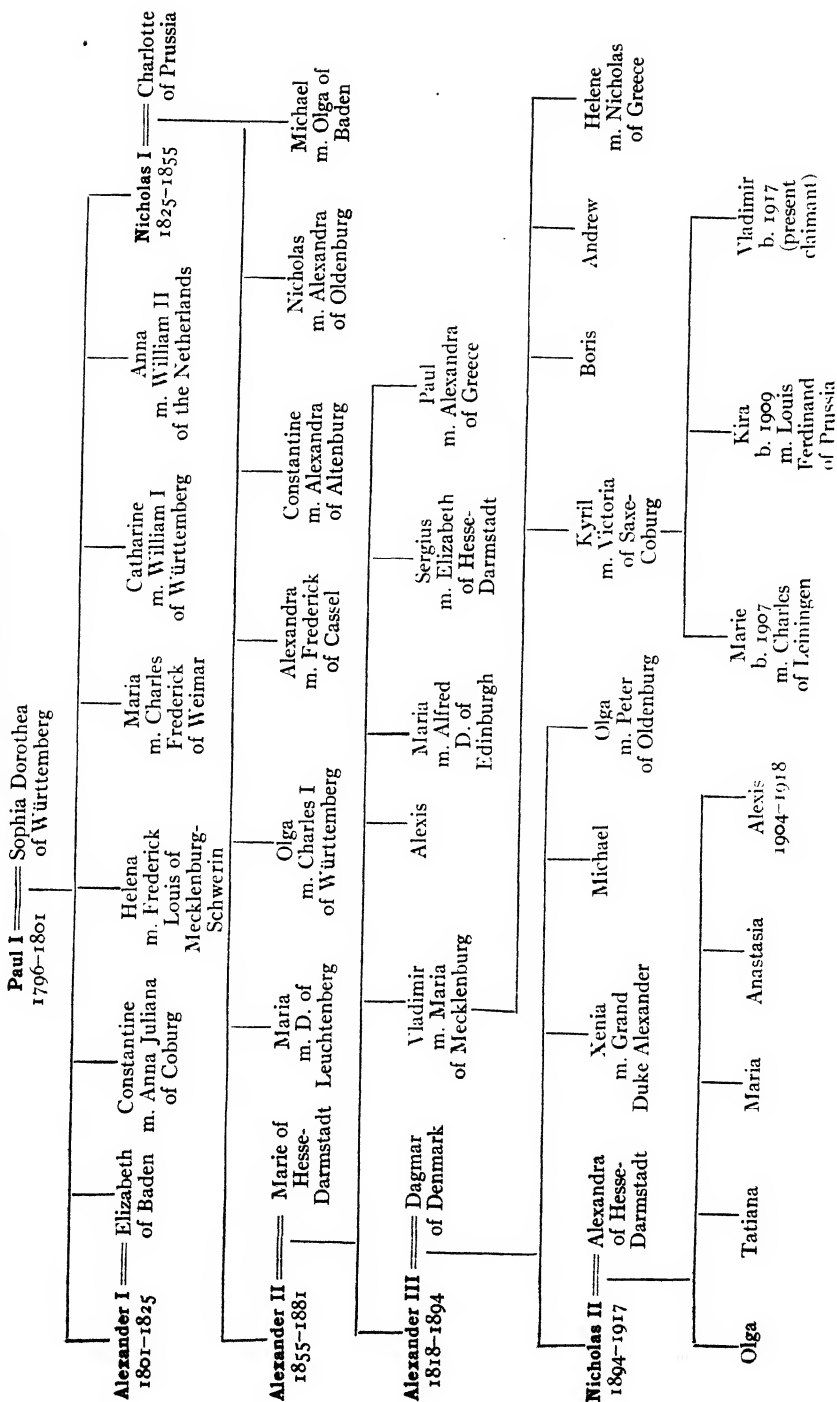 Paul I == Sophia Dorothea
1796–1801 of Württemberg
Alexander I == Elizabeth
1801–1825 of Baden
Constantine
m. Anna Juliana
of Coburg
Helena
m. Frederick
Louis of
Mecklenburg-
Schwerin
Maria
m. Charles
Frederick
of Weimar
Catharine
m. William I
of Württemberg
Anna
m. William II
of the Netherlands
Nicholas I == Charlotte
1825–1855 of Prussia
Alexander II == Marie of
1855–1881 Hesse-
Darmstadt
Maria
m. D. of
Leuchtenberg
Olga
m. Charles I
of Württemberg
Alexandra
m. Frederick
of Cassel
Constantine
m. Alexandra
of Altenburg
Nicholas
m. Alexandra
of Oldenburg
Michael
m. Olga of
Baden
Alexander III == Dagmar
1818–1894 of Denmark
Vladimir
m. Maria
of Mecklenburg
Alexis
Maria
m. Alfred
D. of
Edinburgh
Sergius
m. Elizabeth
of Hesse-
Darmstadt
Paul
m. Alexandra
of Greece
Nicholas II == Alexandra
1894–1917 of Hesse-
Darmstadt
Xenia
m. Grand
Duke Alexander
Michael
Olga
m. Peter
of Oldenburg
Kyril
m. Victoria
of Saxe-
Coburg
Boris
Andrew
Helene
m. Nicholas
of Greece
Olga
Tatiana
Maria
Anastasia
Alexis
1904–1918
Marie
b. 1907
m. Charles
of Leiningen
Kira
b. 1909
m. Louis
Ferdinand
of Prussia
Vladimir
b. 1917
(present
claimant)